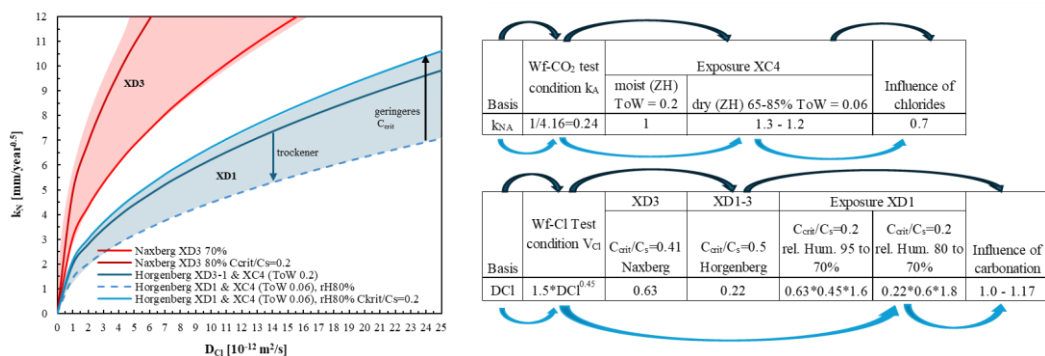 12
11
10
9
8
7
6
5
4
3
2
1
0
k_N [mm/year^0.5]
XD3
geringeres
C_crit
trockener
XD1
Naxberg XD3 70%
Naxberg XD3 80% Ccrit/Cs=0.2
Horgenberg XD3-1 & XC4 (ToW 0.2)
Horgenberg XD1 & XC4 (ToW 0.06), rH80%
Horgenberg XD1 & XC4 (ToW 0.06), rH80% Ckrit/Cs=0.2
0 1 2 3 4 5 6 7 8 9 10 11 12 13 14 15 16 17 18 19 20 21 22 23 24 25
D_Cl [10^-12 m²/s]
Basis
Wf-CO₂ test
condition k_A
Exposure XC4
moist (ZH)
ToW = 0.2
dry (ZH) 65-85% ToW = 0.06
Influence of
chlorides
k_NA 1/4.16=0.24 1 1.3 - 1.2 0.7
Basis
Wf-Cl Test
condition V_Cl
XD3
C_crit/C_s=0.41
Naxberg
XD1-3
C_crit/C_s=0.5
Horgenberg
Exposure XD1
C_crit/C_s=0.2
rel. Hum. 95 to
70%
C_crit/C_s=0.2
rel. Hum. 80 to
70%
Influence of
carbonation
DCl 1.5*DCl^0.45 0.63 0.22 0.63*0.45*1.6 0.22*0.6*1.8 1.0 - 1.17